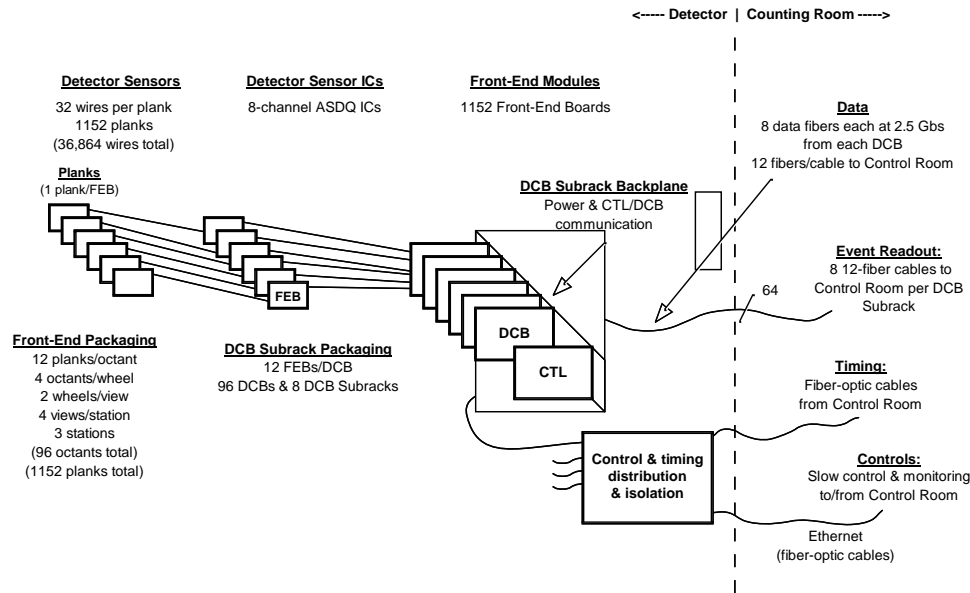 <----- Detector | Counting Room ----->
Detector Sensors
32 wires per plank
1152 planks
(36,864 wires total)
Detector Sensor ICs
8-channel ASDQ ICs
Front-End Modules
1152 Front-End Boards
Data
8 data fibers each at 2.5 Gbs
from each DCB
12 fibers/cable to Control Room
Planks
(1 plank/FEB)
DCB Subrack Backplane
Power & CTL/DCB
communication
FEB
DCB
CTL
64
Event Readout:
8 12-fiber cables to
Control Room per DCB
Subrack
Front-End Packaging
12 planks/octant
4 octants/wheel
2 wheels/view
4 views/station
3 stations
(96 octants total)
(1152 planks total)
DCB Subrack Packaging
12 FEBs/DCB
96 DCBs & 8 DCB Subracks
Timing:
Fiber-optic cables
from Control Room
Control & timing
distribution
& isolation
Controls:
Slow control & monitoring
to/from Control Room
Ethernet
(fiber-optic cables)